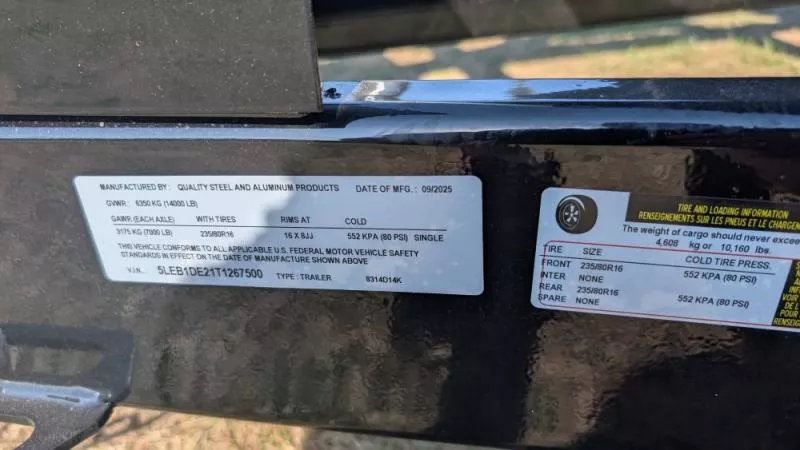 MANUFACTURED BY: QUALITY STEEL AND ALUMINUM PRODUCTS DATE OF MFG.: 09/2025
GVWR: 6350 KG (14000 LB)
GAWR (EACH AXLE) WITH TIRES RIMS AT COLD
3175 KG (7000 LB) 235/80R16 16 X 8JJ 552 KPA (80 PSI) SINGLE
THIS VEHICLE CONFORMS TO ALL APPLICABLE U.S. FEDERAL MOTOR VEHICLE SAFETY
STANDARDS IN EFFECT ON THE DATE OF MANUFACTURE SHOWN ABOVE
V.I.N. 5LEB1DE21T1267500 TYPE: TRAILER 8314D14K
TIRE AND LOADING INFORMATION
RENSEIGNEMENTS SUR LES PNEUS ET LE CHARGEMENT
The weight of cargo should never excee
4,608 kg or 10,160 lbs.
TIRE SIZE COLD TIRE PRESS.
FRONT 235/80R16 552 KPA (80 PSI)
INTER NONE
REAR 235/80R16 552 KPA (80 PSI)
SPARE NONE